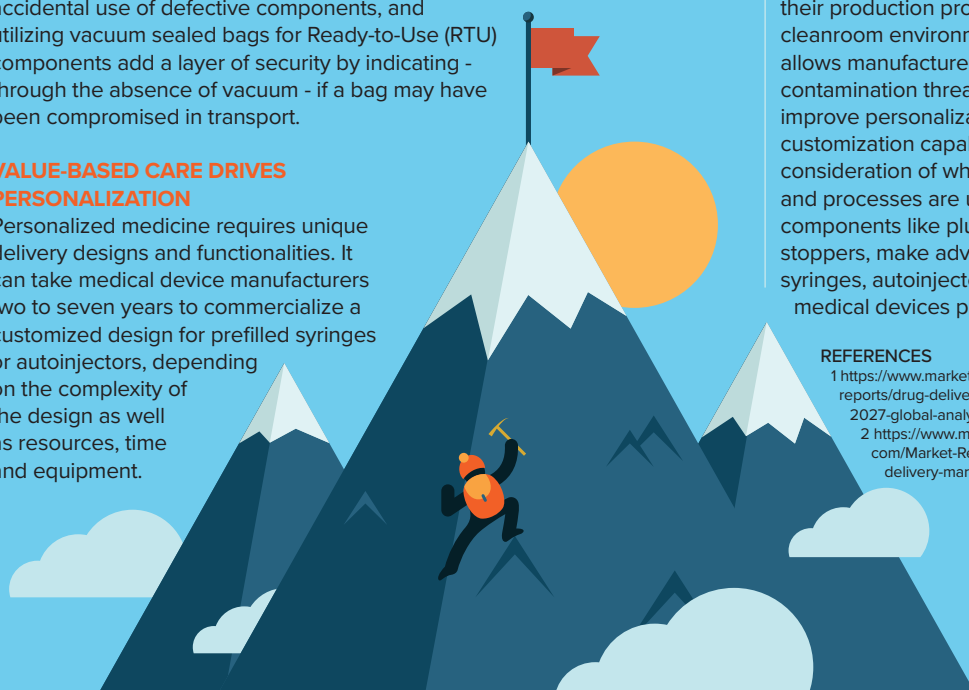 accidental use of defective components, and
utilizing vacuum sealed bags for Ready-to-Use (RTU)
components add a layer of security by indicating -
through the absence of vacuum - if a bag may have
been compromised in transport.
VALUE-BASED CARE DRIVES
PERSONALIZATION
Personalized medicine requires unique
delivery designs and functionalities. It
can take medical device manufacturers
two to seven years to commercialize a
customized design for prefilled syringes
or autoinjectors, depending
on the complexity of
the design as well
as resources, time
and equipment.
their production pro
cleanroom environm
allows manufacture
contamination threa
improve personaliza
customization capa
consideration of wh
and processes are u
components like plu
stoppers, make adv
syringes, autoinject
medical devices p
REFERENCES
1 https://www.market
reports/drug-delive
2027-global-analy
2 https://www.m
com/Market-Re
delivery-mar